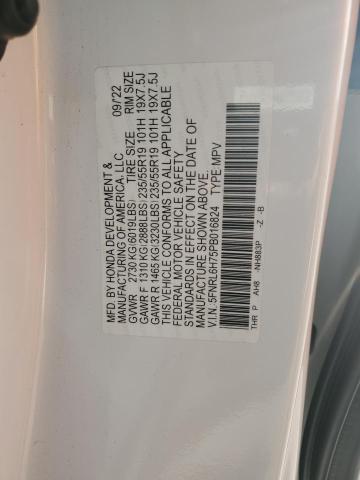 MFD. BY HONDA DEVELOPMENT & 09/'22
MANUFACTURING OF AMERICA, LLC
GVWR 2730 KG(6019LBS) TIRE SIZE RIM SIZE
GAWR F 1310 KG(2888LBS)235/55R19 101H 19X7.5J
GAWR R 1465 KG(3230LBS)235/55R19 101H 19X7.5J
THIS VEHICLE CONFORMS TO ALL APPLICABLE
FEDERAL MOTOR VEHICLE SAFETY
STANDARDS IN EFFECT ON THE DATE OF
MANUFACTURE SHOWN ABOVE.
V.I.N. 5FNRL6H75PB016824 TYPE MPV
THR P AH8 -NH883P -Z -B